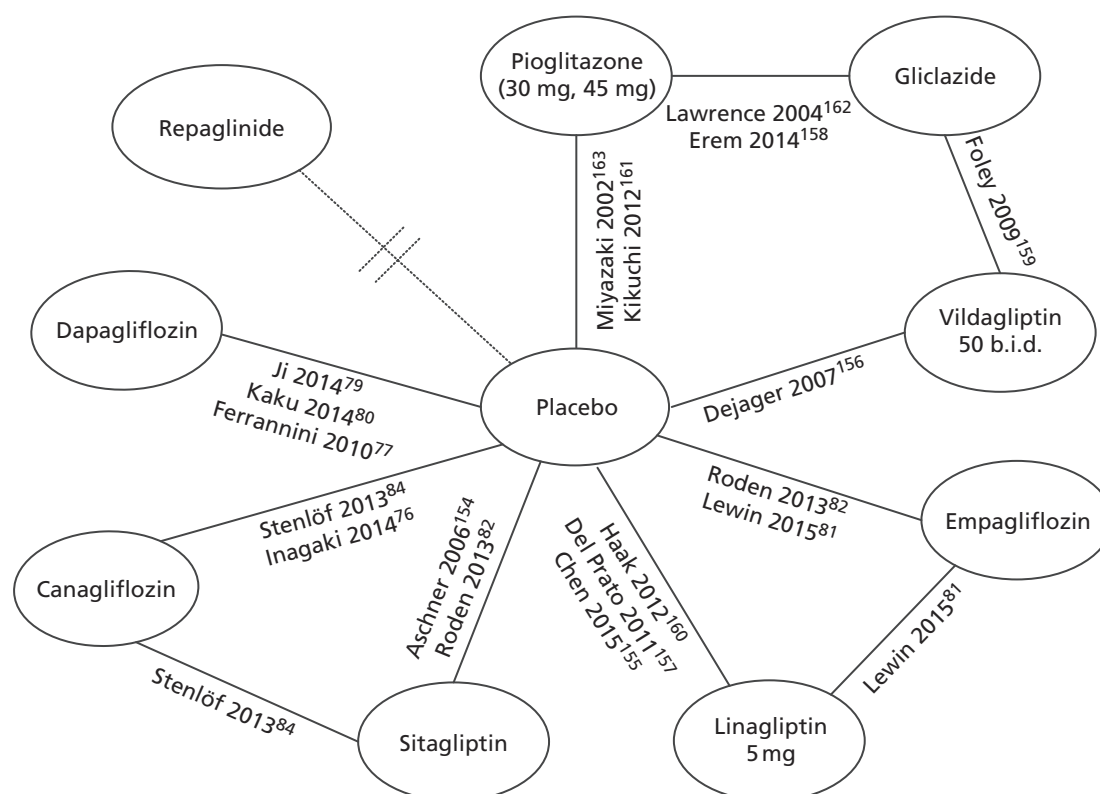 Pioglitazone
(30 mg, 45 mg)
Gliclazide
Repaglinide
Lawrence 2004162
Erem 2014158
Foley 2009159
Miyazaki 2002163
Kikuchi 2012161
Dapagliflozin
Vildagliptin
50 b.i.d.
Ji 201479
Kaku 201480
Ferrannini 201077
Placebo
Dejager 2007156
Roden 201382
Lewin 201581
Empagliflozin
Stenlöf 201384
Inagaki 201476
Aschner 2006154
Roden 201382
Haak 2012160
Del Prato 2011157
Chen 2015155
Canagliflozin
Lewin 201581
Stenlöf 201384
Sitagliptin
Linagliptin
5 mg